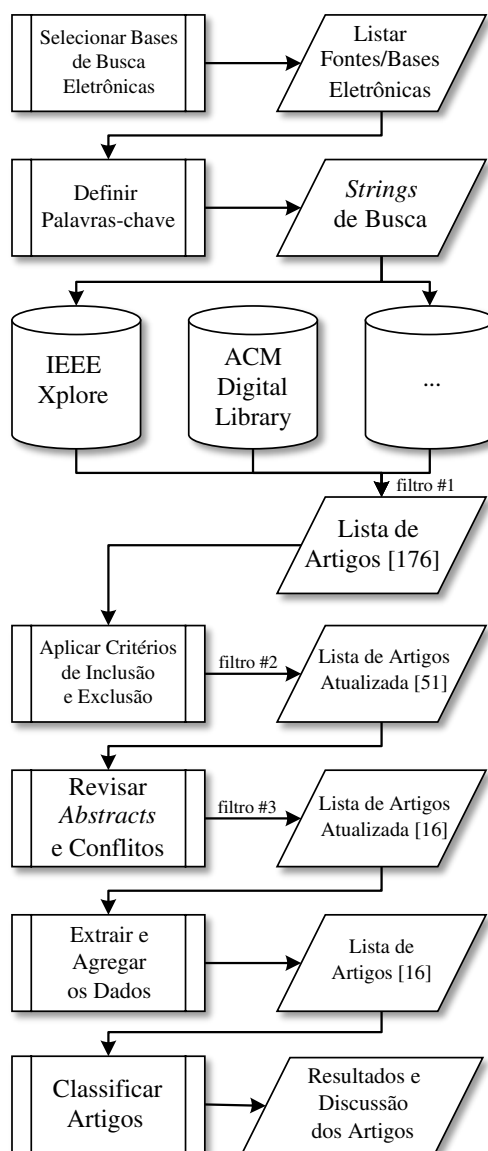 Selecionar Bases
de Busca
Eletrônicas
Listar
Fontes/Bases
Eletrônicas
Definir
Palavras-chave
Strings
de Busca
IEEE
Xplore
ACM
Digital
Library
...
filtro #1
Lista de
Artigos [176]
Aplicar Critérios
de Inclusão
e Exclusão
filtro #2
Lista de Artigos
Atualizada [51]
Revisar
Abstracts
e Conflitos
filtro #3
Lista de Artigos
Atualizada [16]
Extrair e
Agregar
os Dados
Lista de
Artigos [16]
Classificar
Artigos
Resultados e
Discussão
dos Artigos